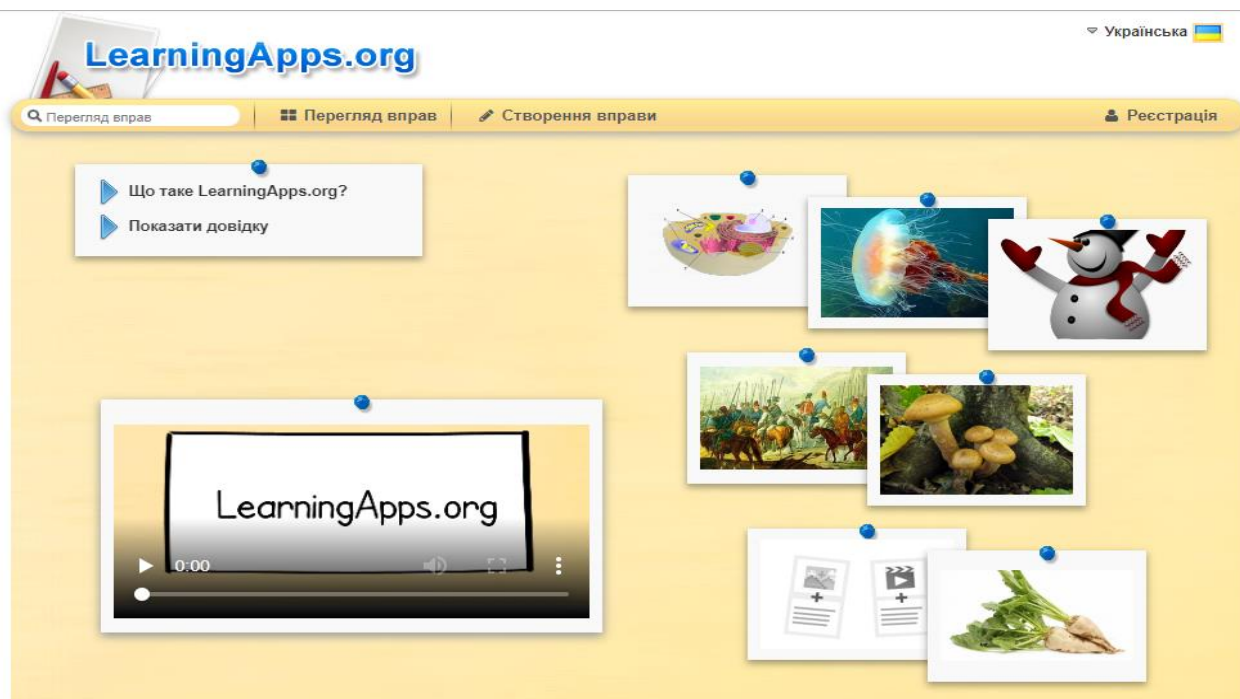 Українська
LearningApps.org
Перегляд вправ
Перегляд вправ
Створення вправи
Реєстрація
Що таке LearningApps.org?
Показати довідку
LearningApps.org
0:00